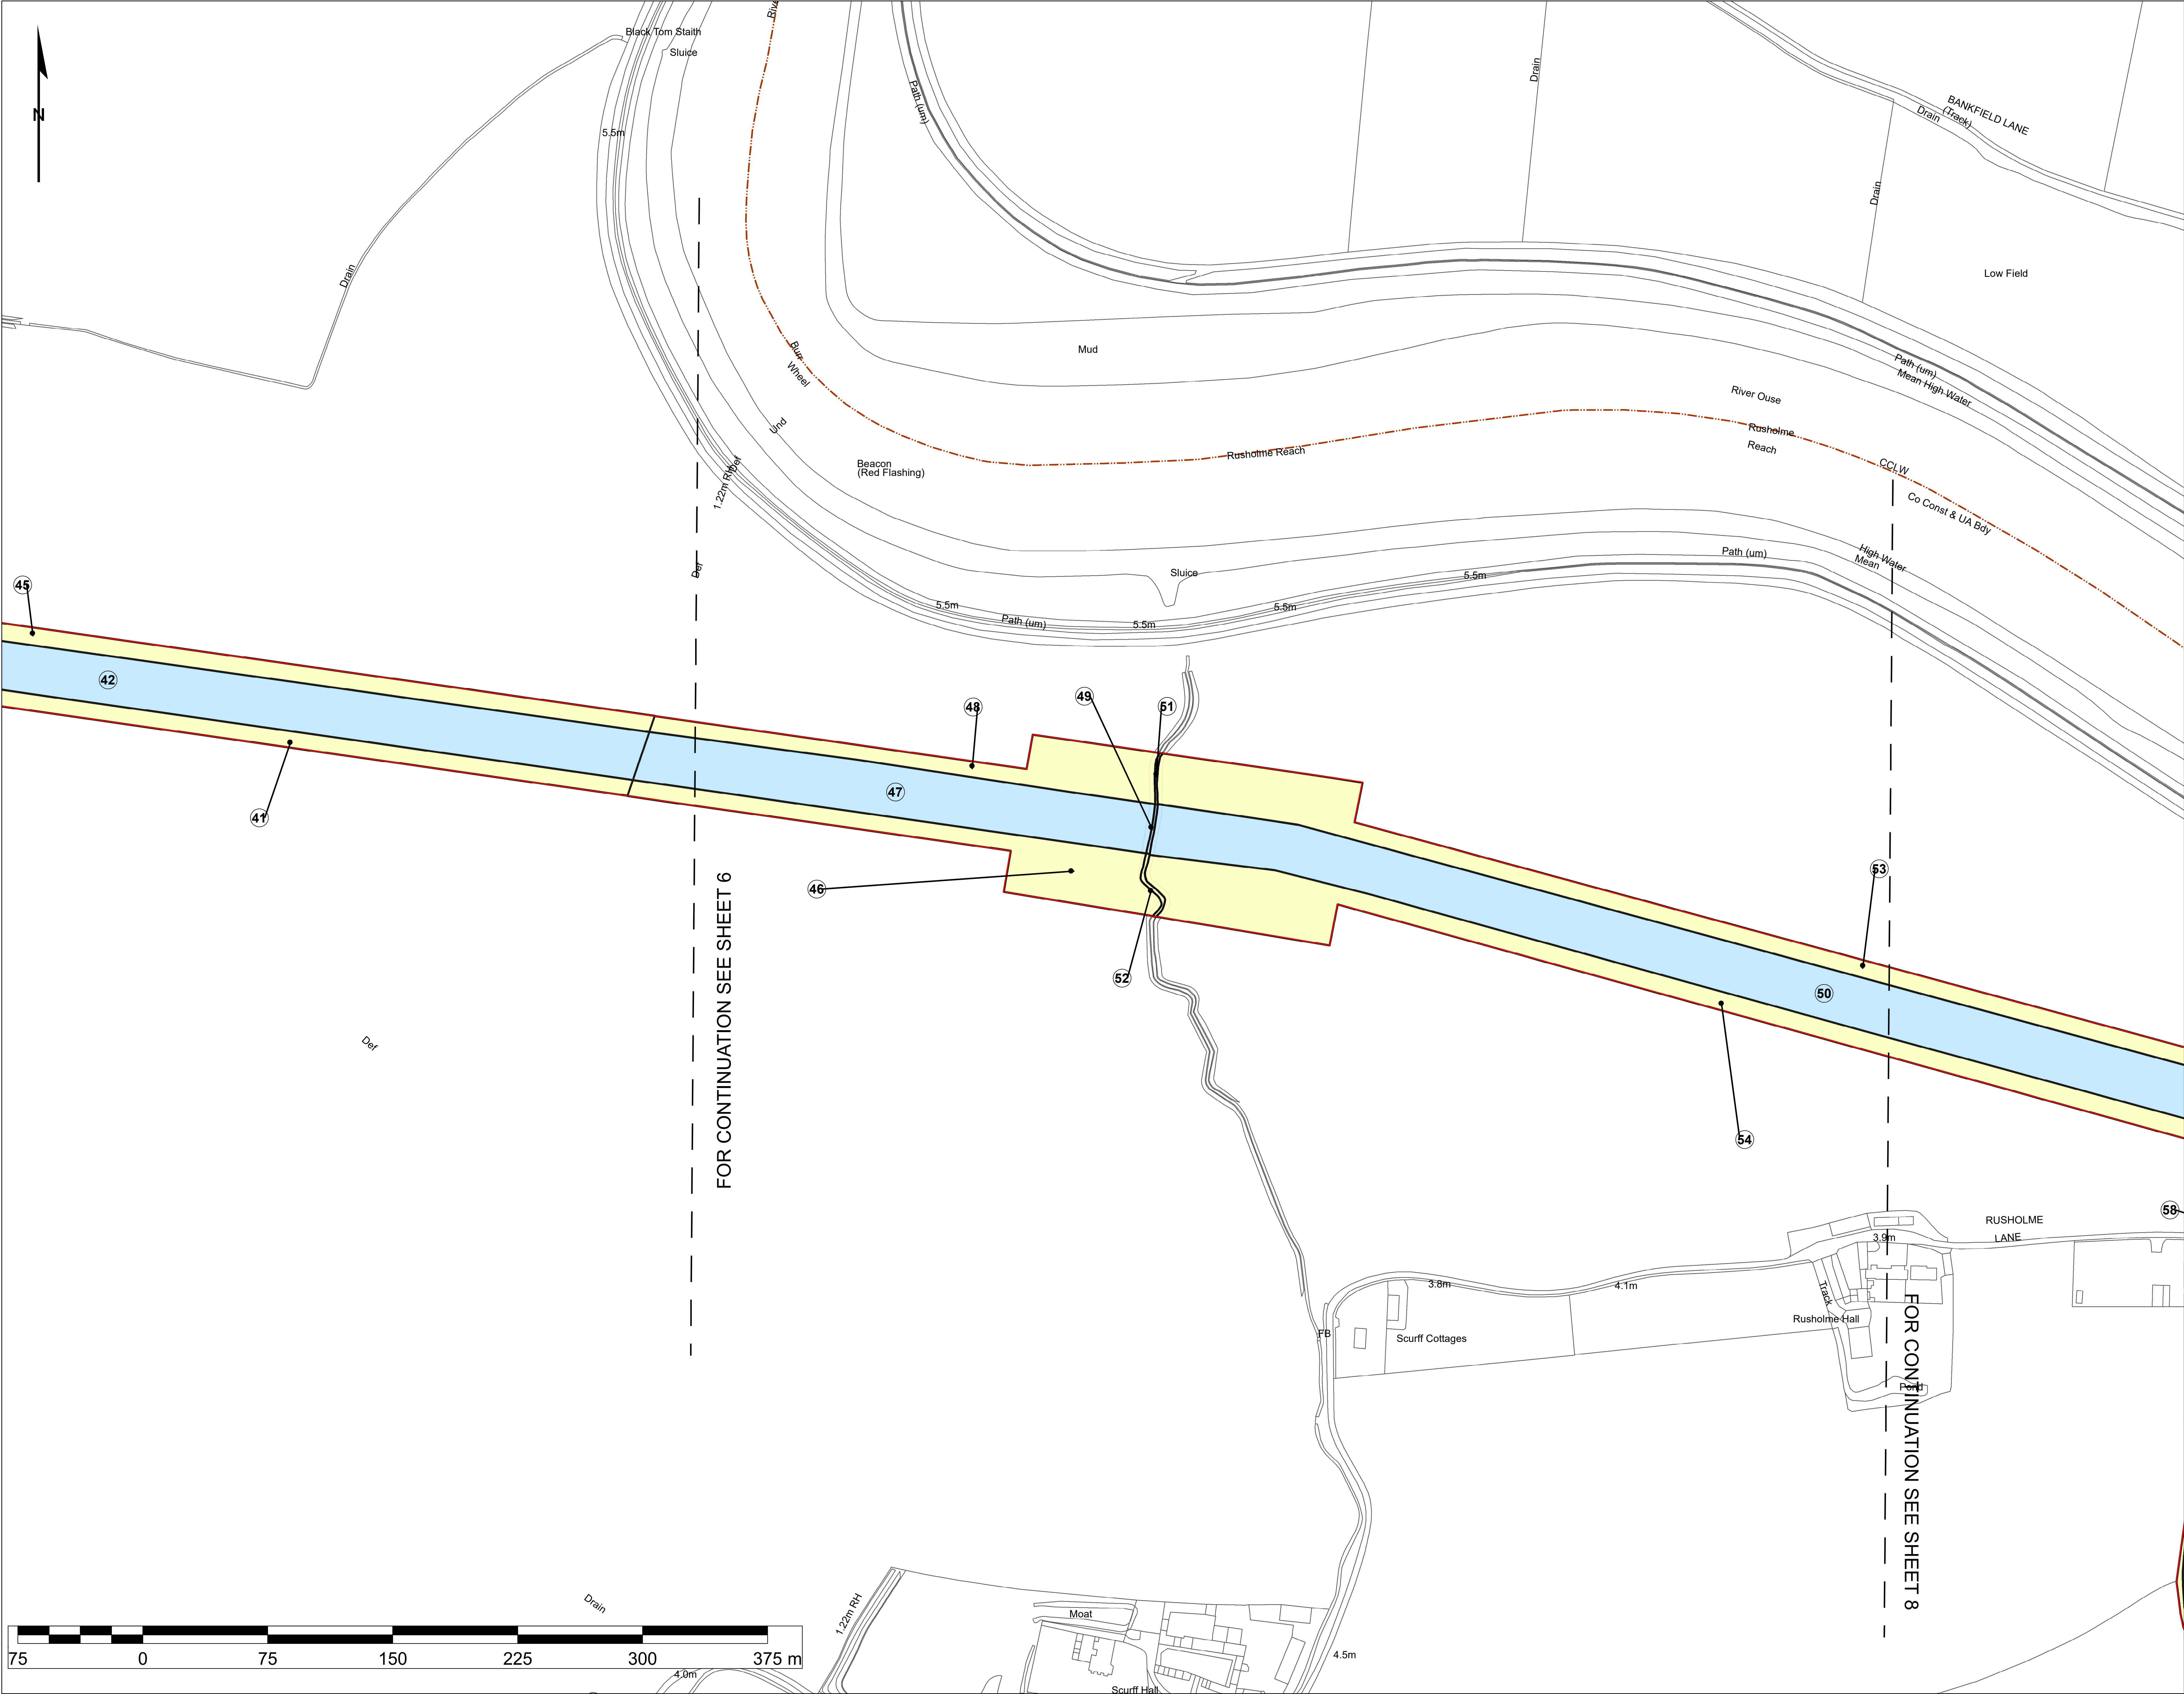 Black Tom Staith
Sluice
N
5.5m
Path (um)
Drain
BANKFIELD LANE
(Track)
Drain
Drain
Drain
Low Field
Burr
Wheel
Mud
Path (um)
Mean High Water
River Ouse
Rusholme
Reach
Und
Rusholme Reach
Beacon
(Red Flashing)
Def
1.22m RH
CCLW
Co Const & UA Bdy
Def
Sluice
5.5m
Path (um)
High Water
Mean
5.5m
5.5m
Path (um)
5.5m
45
42
41
48
49
51
47
46
52
53
50
54
FOR CONTINUATION SEE SHEET 6
Def
58
RUSHOLME
LANE
3.9m
3.8m
4.1m
Track
Rusholme Hall
FB
Scurff Cottages
Pond
FOR CONTINUATION SEE SHEET 8
Drain
1.22m RH
Moat
4.5m
4.0m
Scurff Hall
75 0 75 150 225 300 375 m